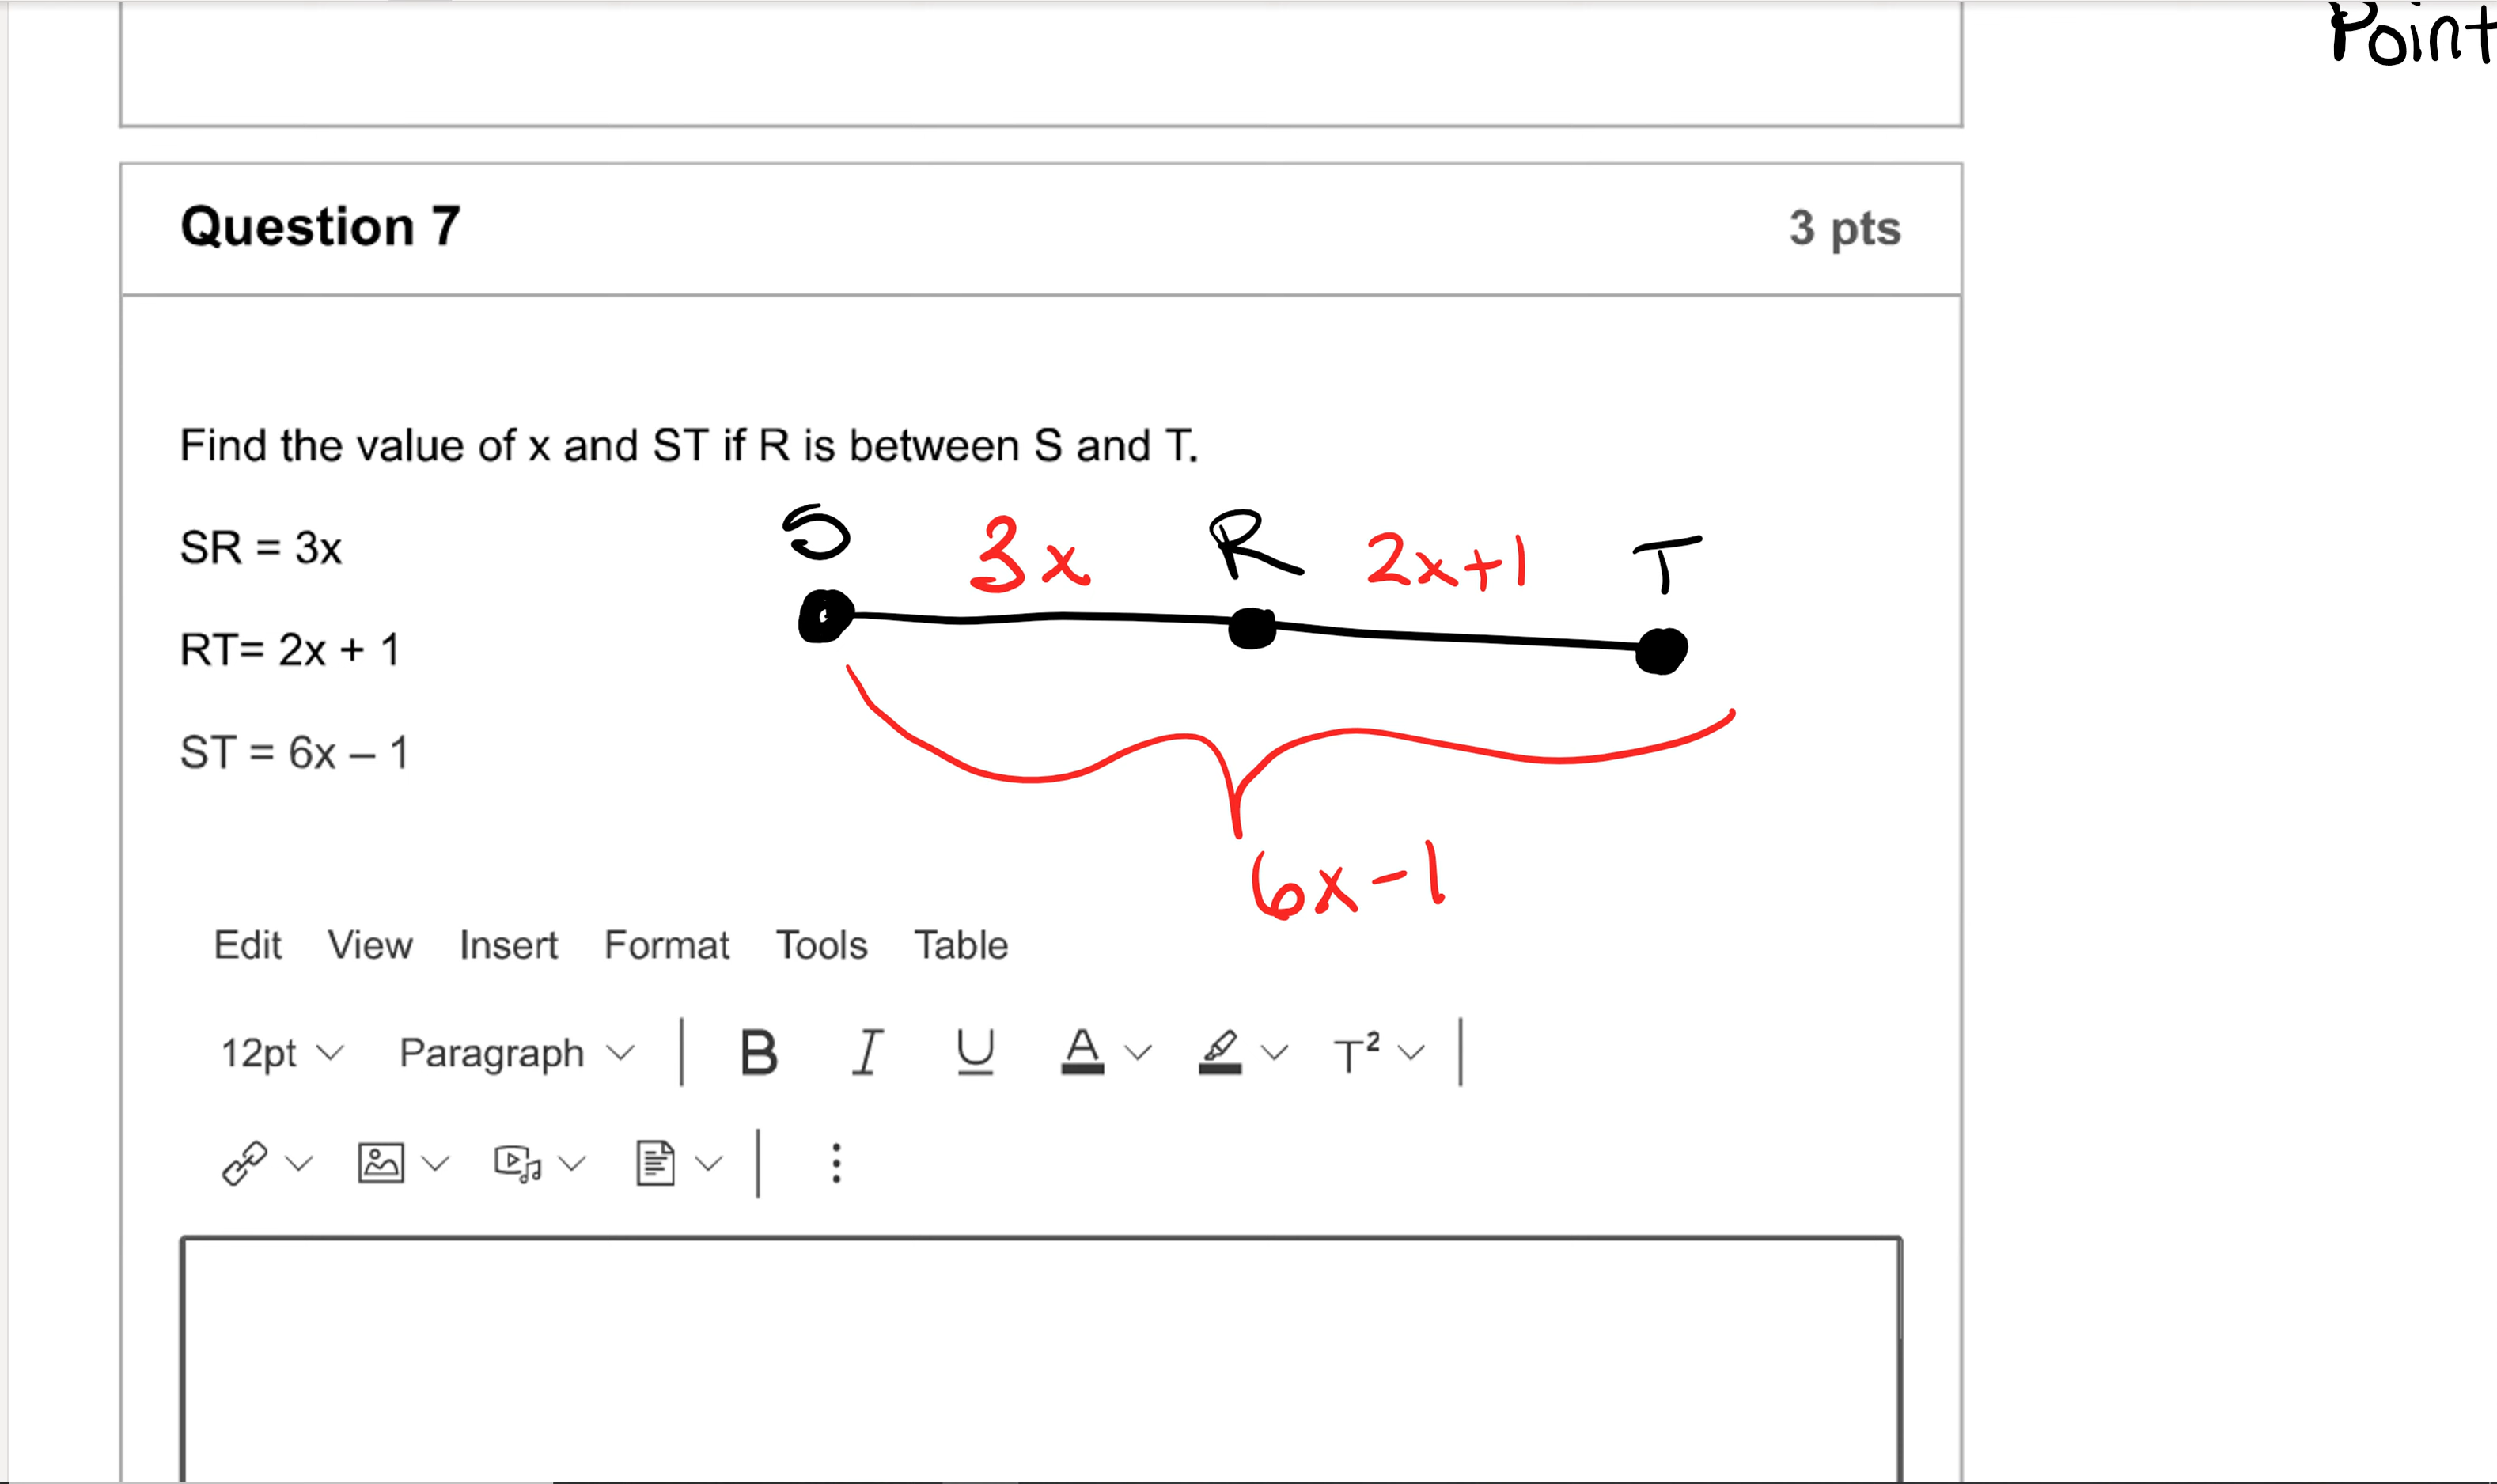 Point
Question 7 3 pts
Find the value of x and ST if R is between S and T.
S 3x R 2x+1 T
SR = 3x
RT= 2x + 1
ST = 6x – 1
6x-1
Edit View Insert Format Tools Table
12pt Paragraph B I U A T²